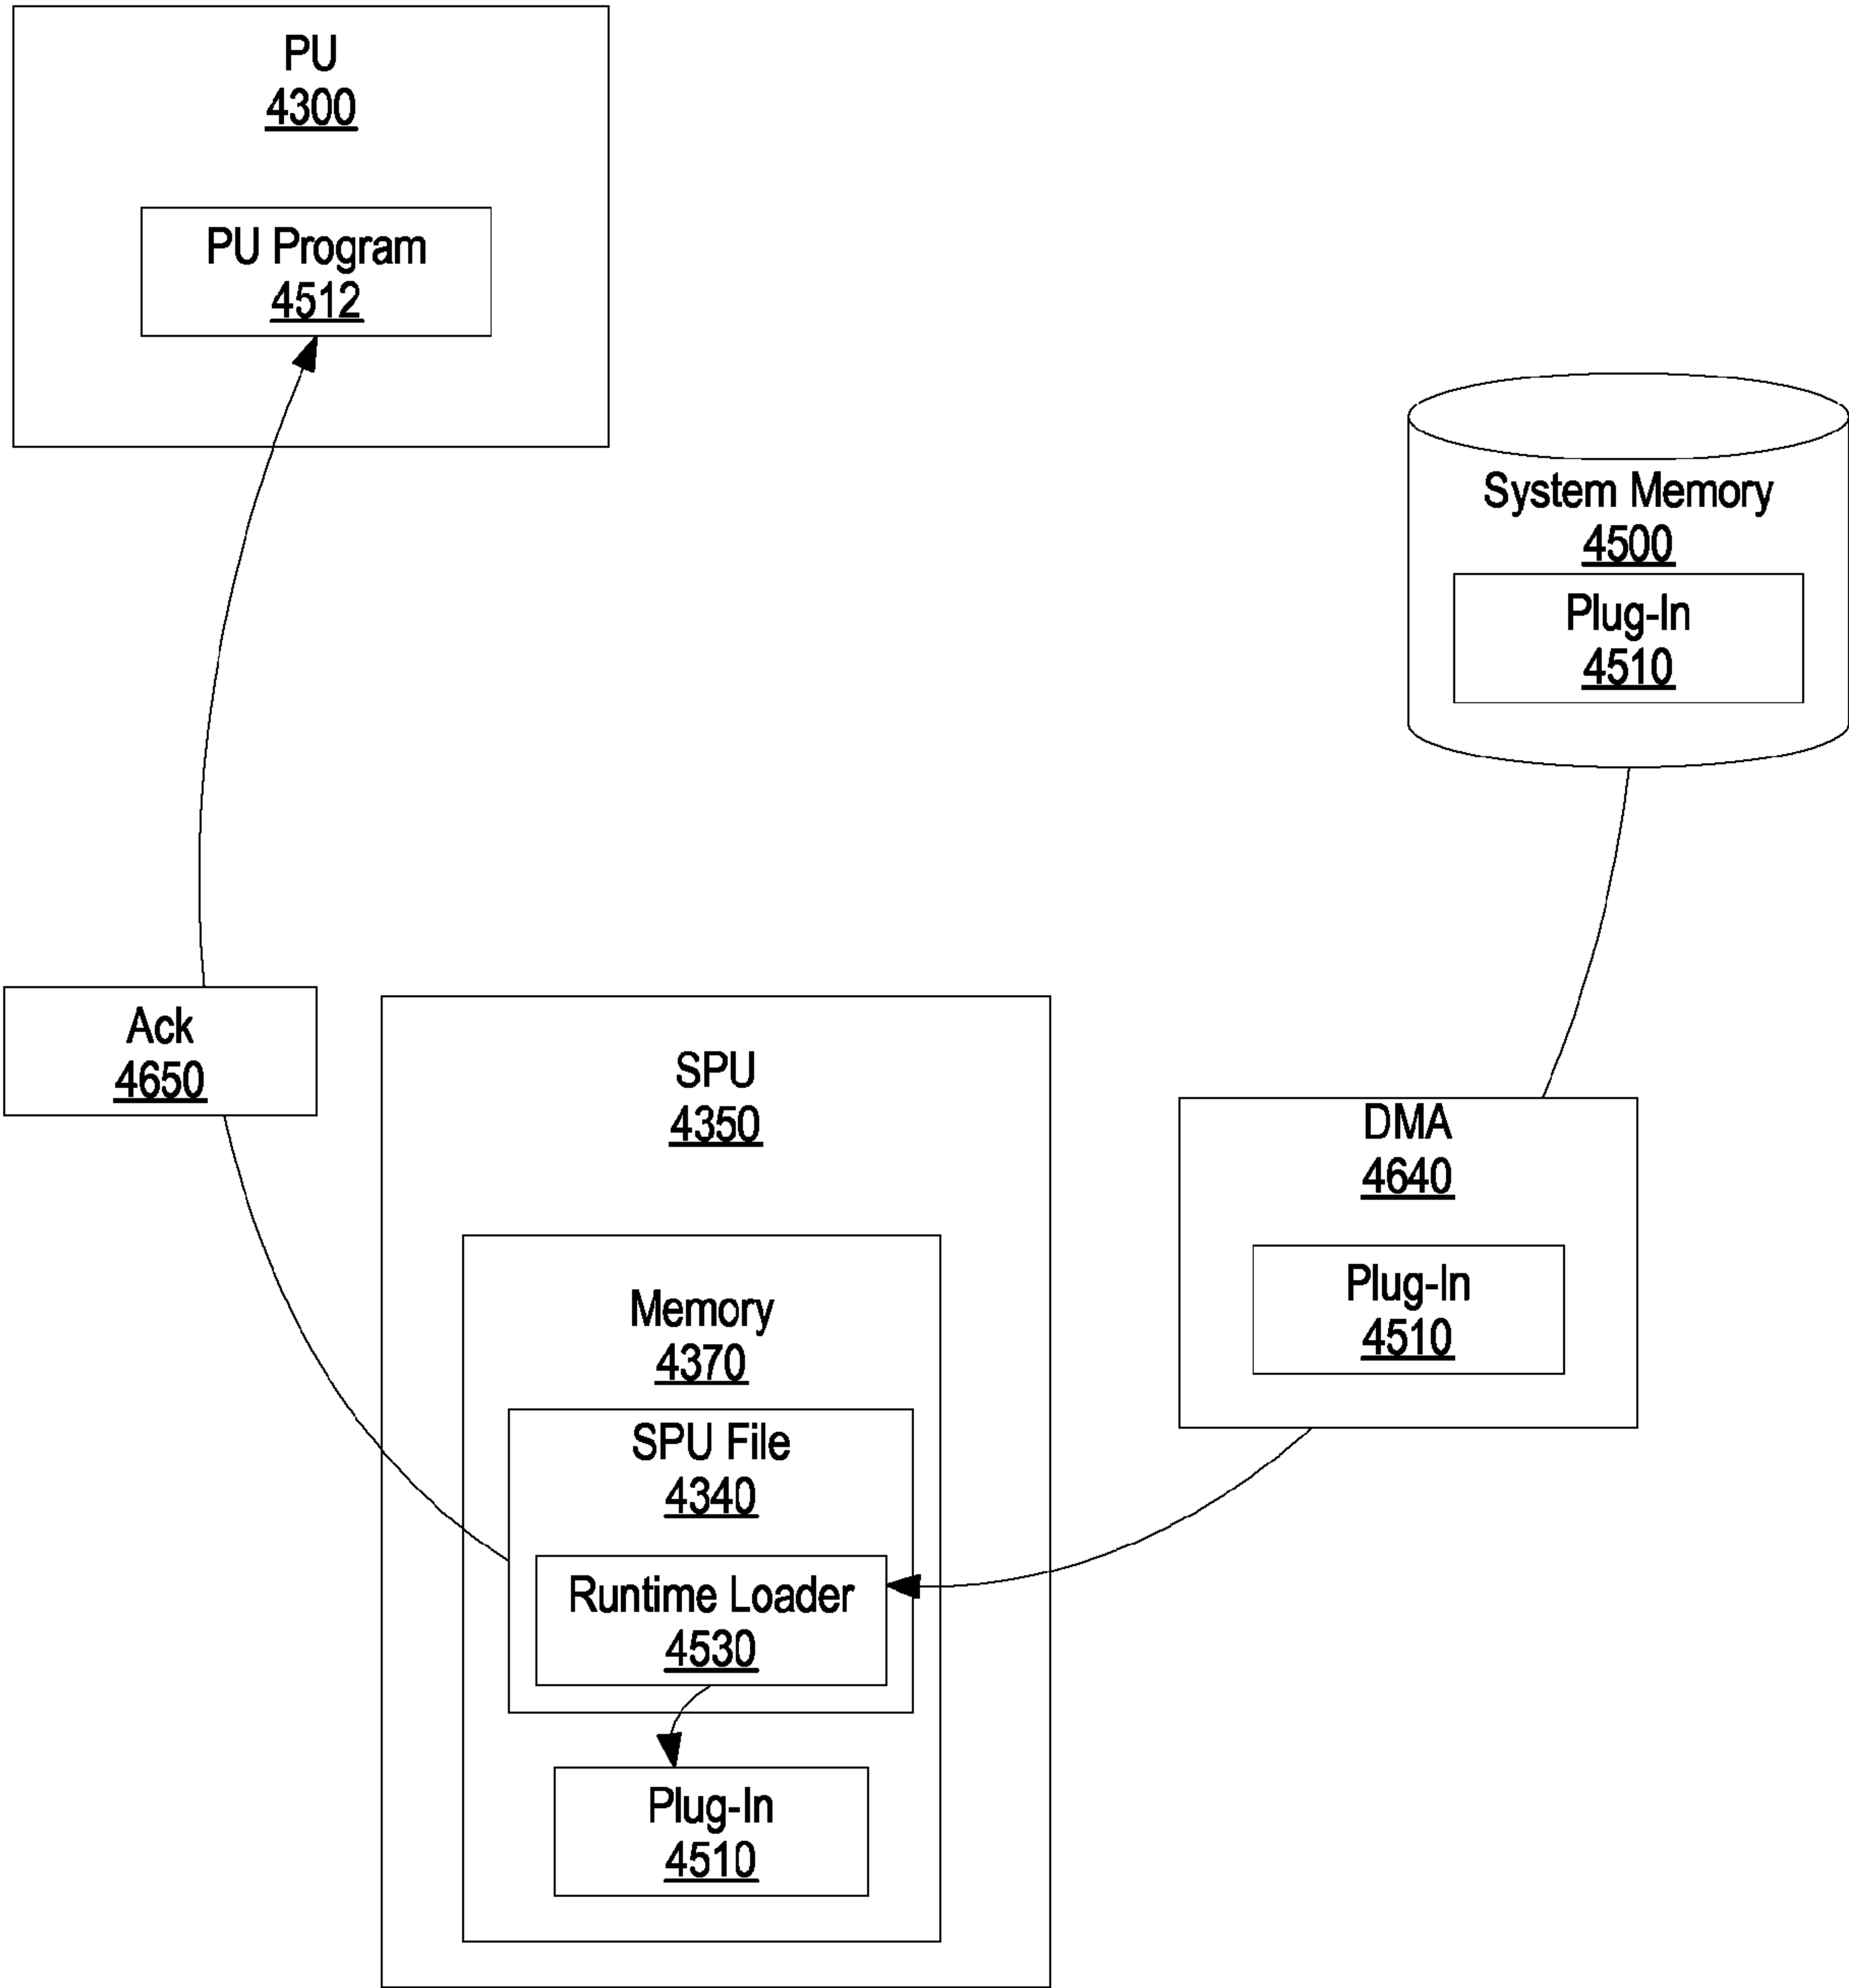 PU
4300
PU Program
4512
System Memory
4500
Plug-In
4510
Ack
4650
SPU
4350
DMA
4640
Plug-In
4510
Memory
4370
SPU File
4340
Runtime Loader
4530
Plug-In
4510